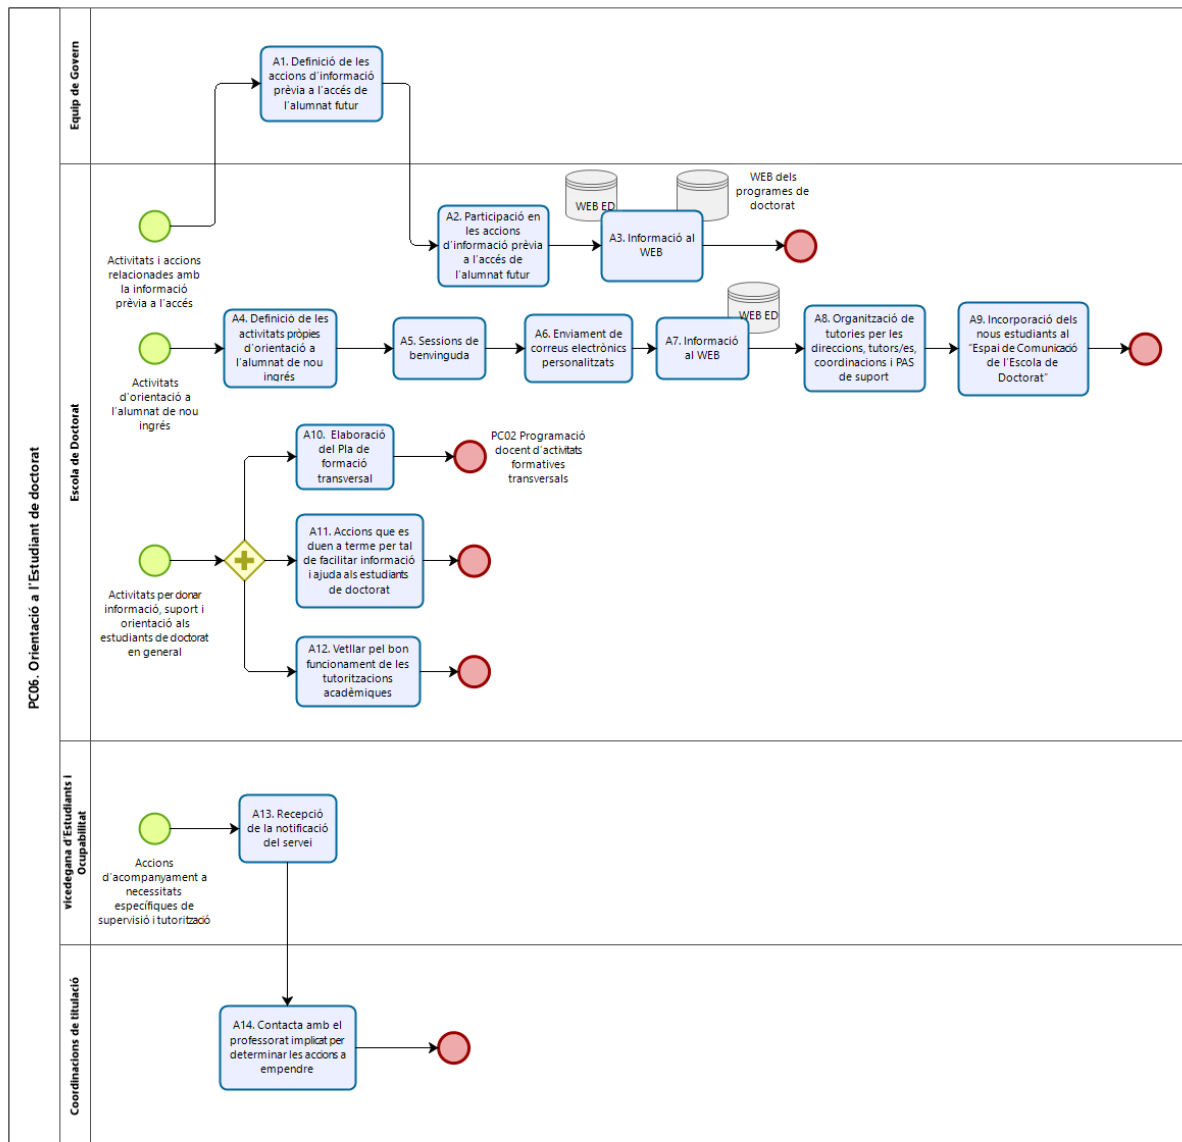 PC06. Orientació a l'Estudiant de doctorat
Equip de Govern
A1. Definició de les
accions d'informació
prèvia a l'accés de
l'alumnat futur
Escola de Doctorat
Activitats i accions
relacionades amb
la informació
prèvia a l'accés
A2. Participació en
les accions
d'informació prèvia
a l'accés de
l'alumnat futur
WEB ED
A3. Informació al
WEB
WEB dels
programes de
doctorat
Activitats
d'orientació a
l'alumnat de nou
ingrés
A4. Definició de les
activitats pròpies
d'orientació a
l'alumnat de nou
ingrés
A5. Sessions de
benvinguda
A6. Enviament de
correus electrònics
personalitzats
A7. Informació
al WEB
WEB ED
A8. Organització de
tutories per les
direccions, tutors/es,
coordinacions i PAS
de suport
A9. Incorporació dels
nous estudiants al
"Espai de Comunicació
de l'Escola de
Doctorat"
Activitats per donar
informació, suport i
orientació als
estudiants de doctorat
en general
A10. Elaboració
del Pla de
formació
transversal
PC02 Programació
docent d'activitats
formatives
transversals
A11. Accions que es
duen a terme per tal
de facilitar informació
i ajuda als estudiants
de doctorat
A12. Vetllar pel bon
funcionament de les
tutoritzacions
acadèmiques
vicedegana d'Estudiants i
Ocupabilitat
Accions
d'acompanyament a
necessitats
específiques de
supervisió i tutorització
A13. Recepció
de la notificació
del servei
Coordinacions de titulació
A14. Contacta amb el
professorat implicat per
determinar les accions a
empendre